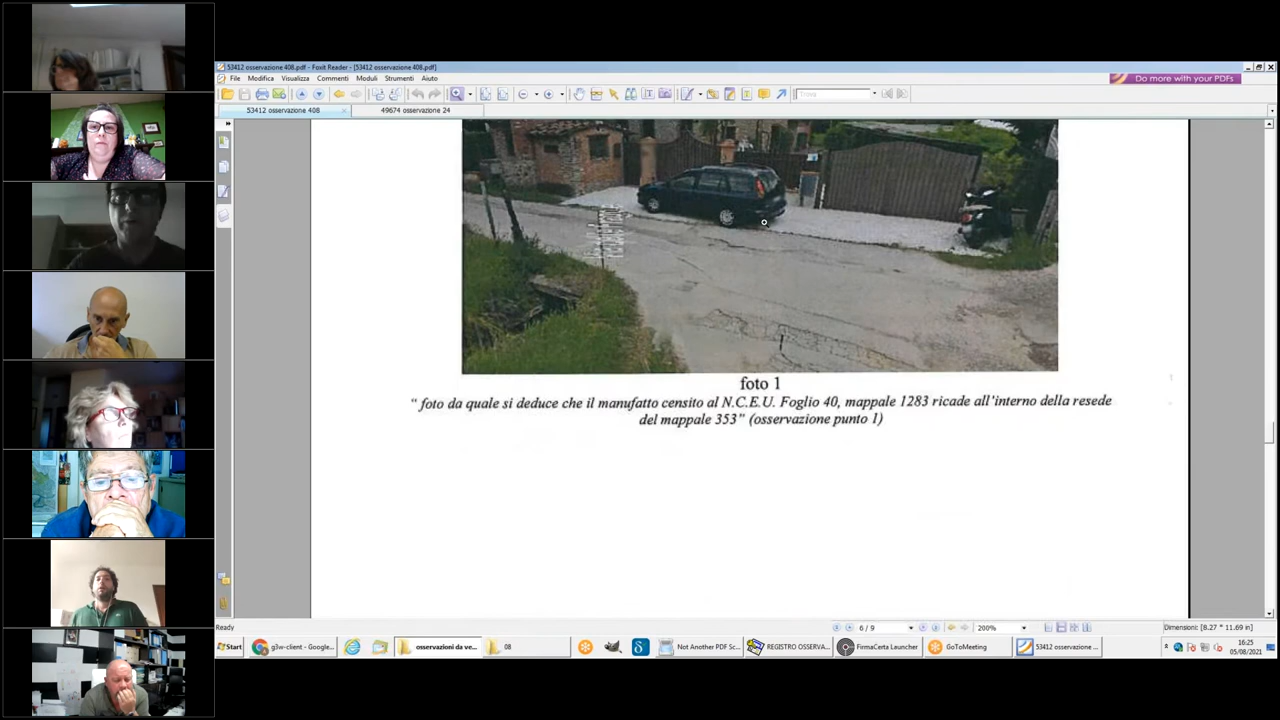 53412 osservazione 408.pdf - Foxit Reader - [53412 osservazione 408.pdf]
File Modifica Visualizza Commenti Moduli Strumenti Aiuto
Do more with your PDFs
Trova
53412 osservazione 408
49674 osservazione 24
foto 1
“ foto da quale si deduce che il manufatto censito al N.C.E.U. Foglio 40, mappale 1283 ricade all’interno della resede
del mappale 353” (osservazione punto 1)
Ready
6 / 9
200%
Dimensioni: [8.27 * 11.69 in]
Start
g3w-client - Google...
osservazioni da ve...
08
Not Another PDF Sc...
REGISTRO OSSERVA...
FirmaCerta Launcher
GoToMeeting
53412 osservazione ...
16:25
05/08/2021